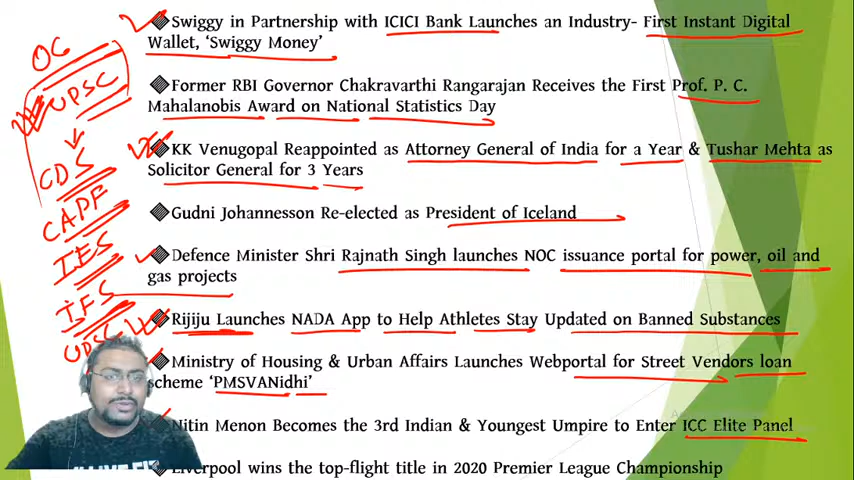 Swiggy in Partnership with ICICI Bank Launches an Industry- First Instant Digital
Wallet, 'Swiggy Money'
Former RBI Governor Chakravarthi Rangarajan Receives the First Prof. P. C.
Mahalanobis Award on National Statistics Day
KK Venugopal Reappointed as Attorney General of India for a Year & Tushar Mehta as
Solicitor General for 3 Years
Gudni Johannesson Re-elected as President of Iceland
Defence Minister Shri Rajnath Singh launches NOC issuance portal for power, oil and
gas projects
Rijiju Launches NADA App to Help Athletes Stay Updated on Banned Substances
Ministry of Housing & Urban Affairs Launches Webportal for Street Vendors loan
scheme 'PMSVANidhi'
Nitin Menon Becomes the 3rd Indian & Youngest Umpire to Enter ICC Elite Panel
Liverpool wins the top-flight title in 2020 Premier League Championship
UPSC
CDS
CAPF
IES
IFS